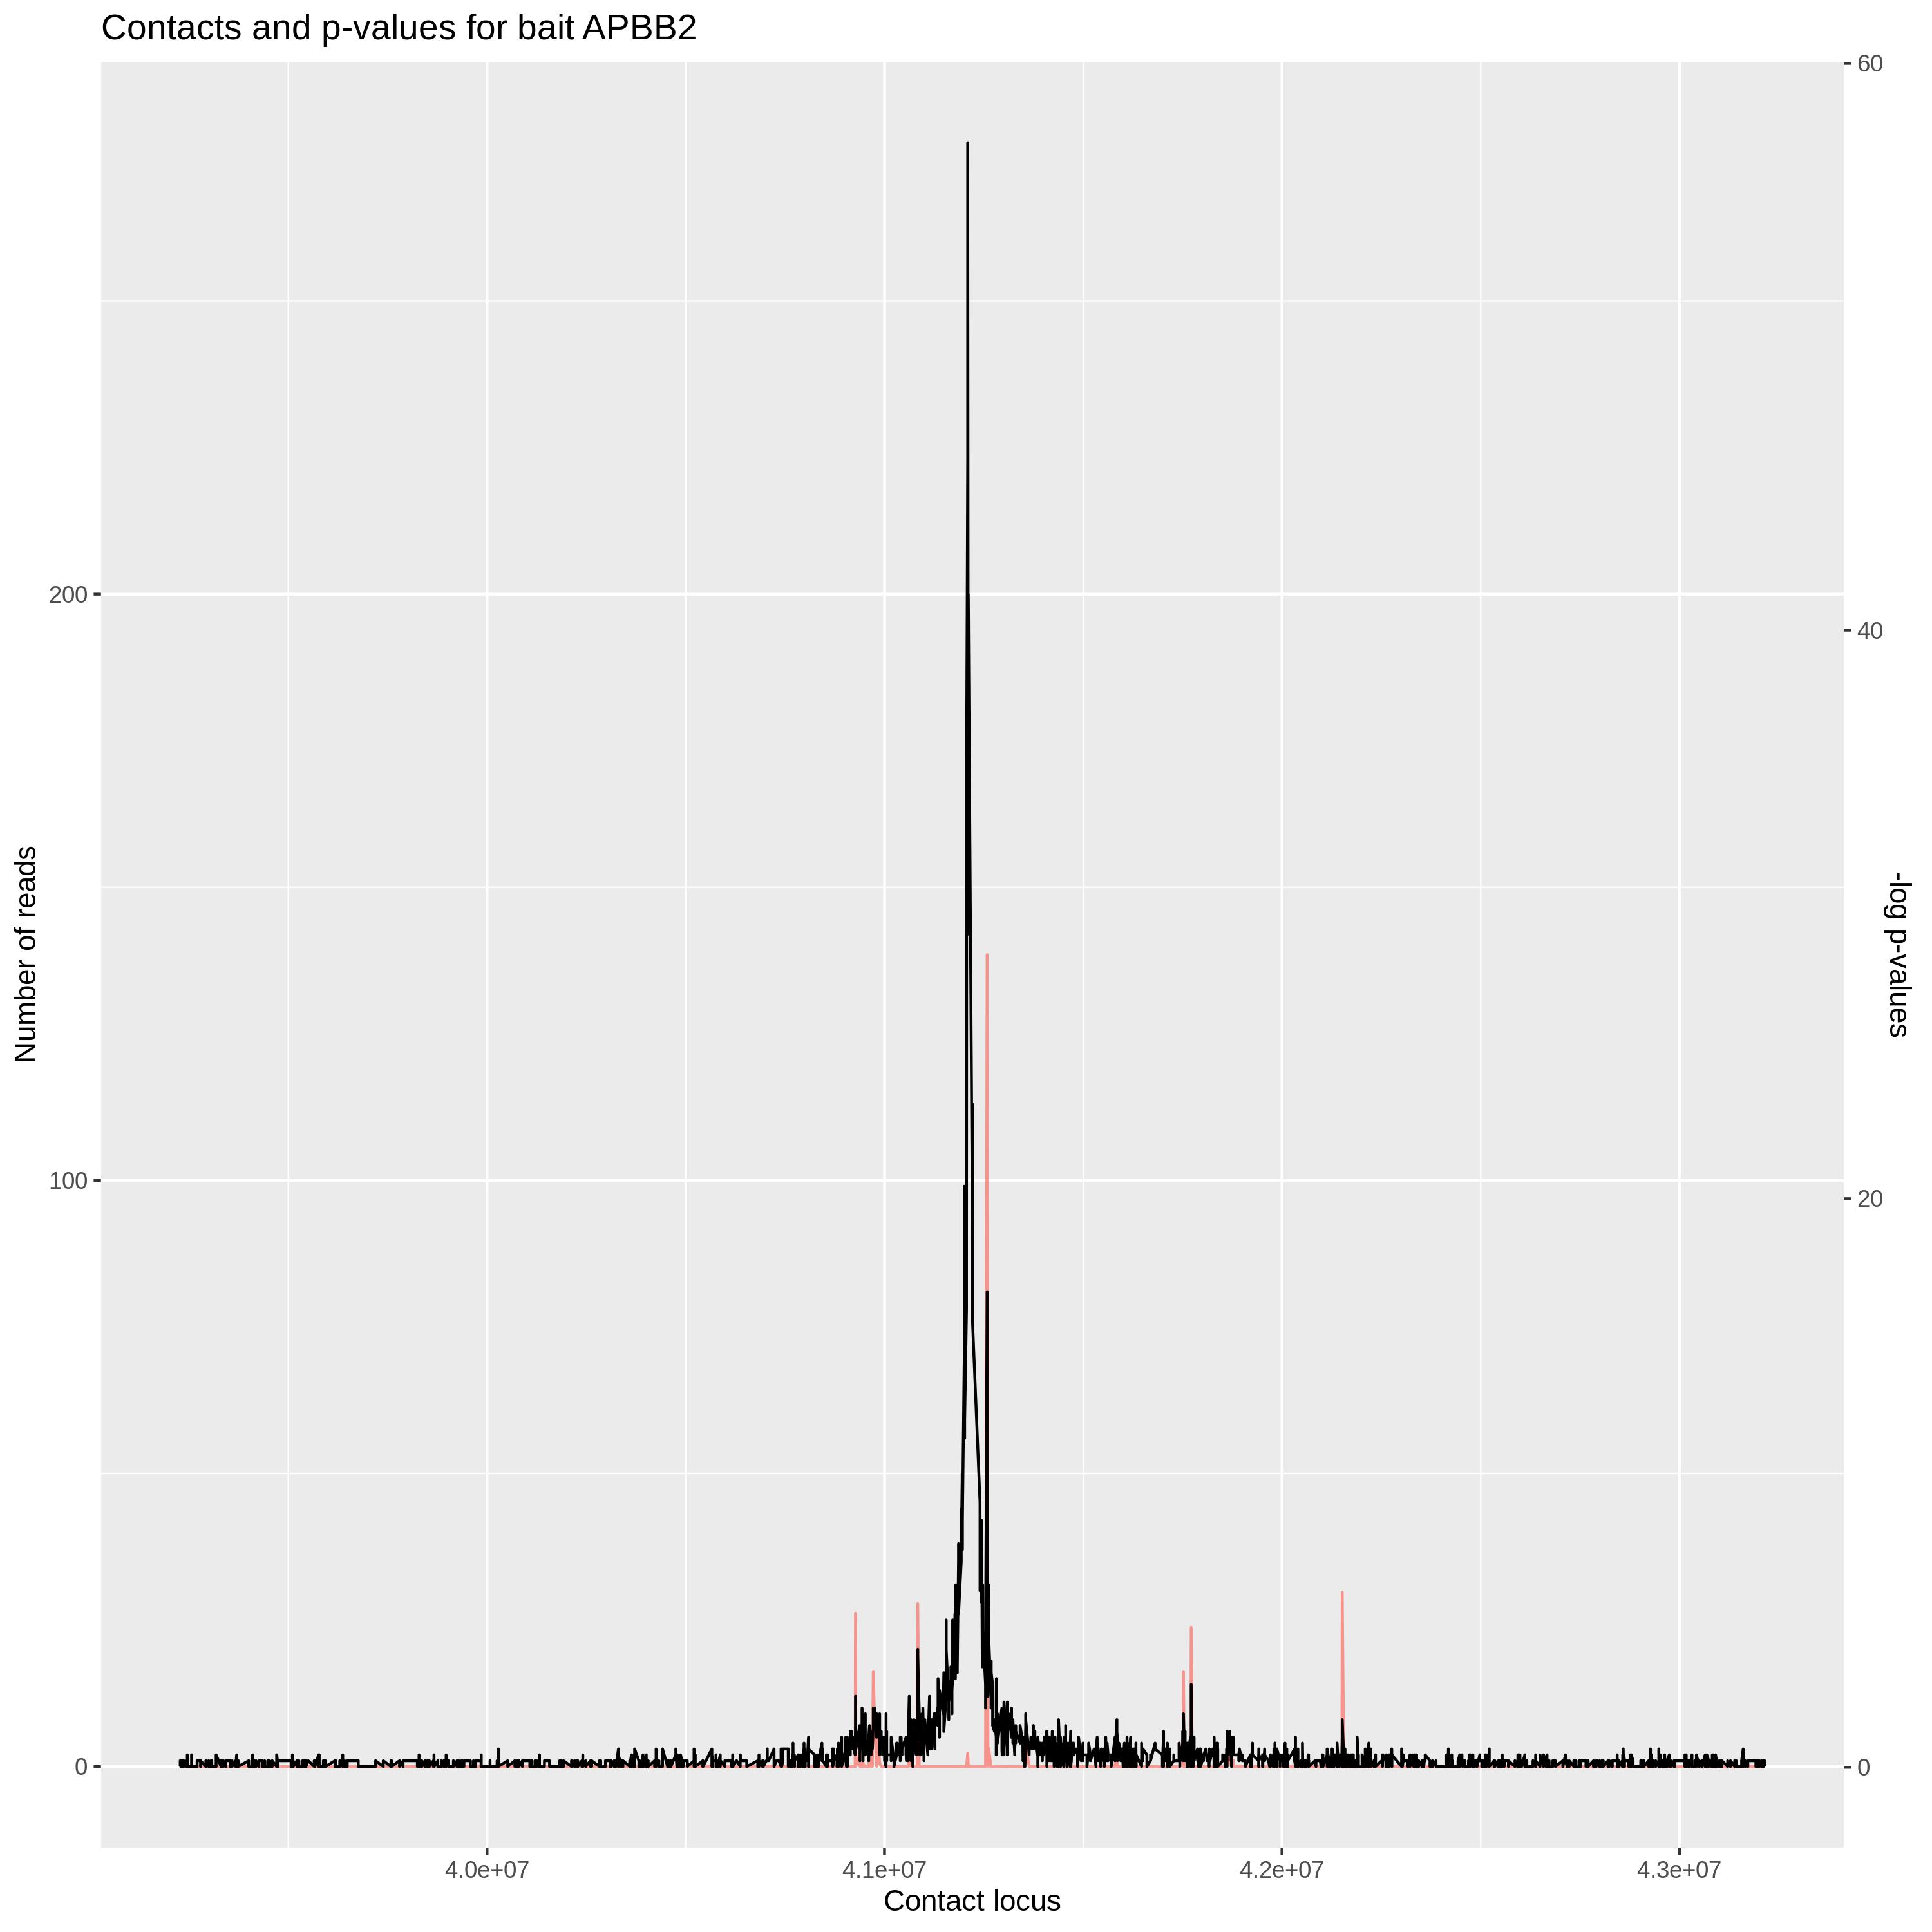 Contacts and p-values for bait APBB2
60
200
40
Number of reads
-log p-values
100
20
0
0
4.0e+07
4.1e+07
4.2e+07
4.3e+07
Contact locus